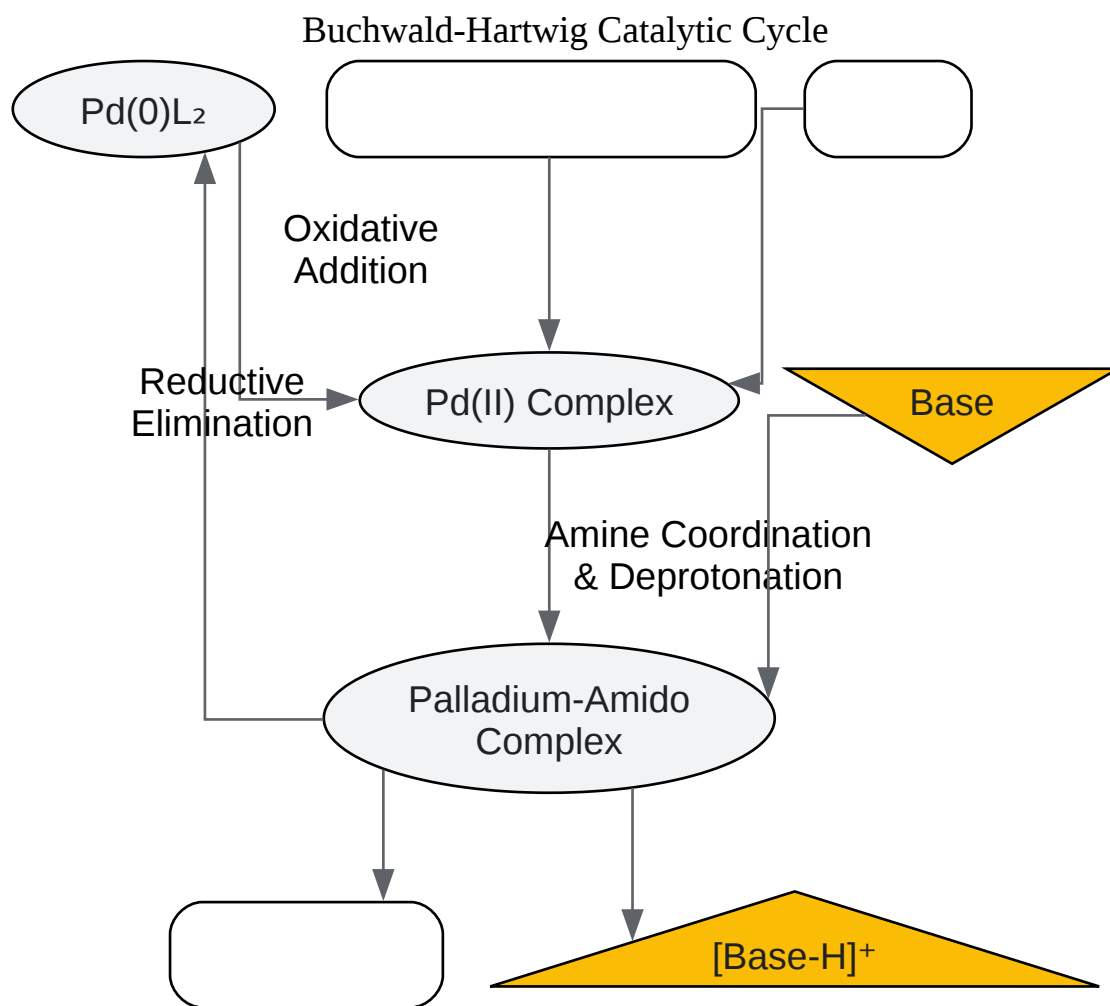 Buchwald-Hartwig Catalytic Cycle
Pd(0)L₂
Oxidative
Addition
Reductive
Elimination
Pd(II) Complex
Base
Amine Coordination
& Deprotonation
Palladium-Amido
Complex
[Base-H]⁺